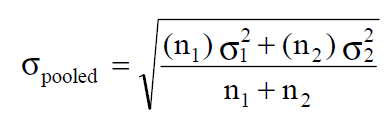 σ_pooled = √(((n₁) σ₁² + (n₂) σ₂²) / (n₁ + n₂))